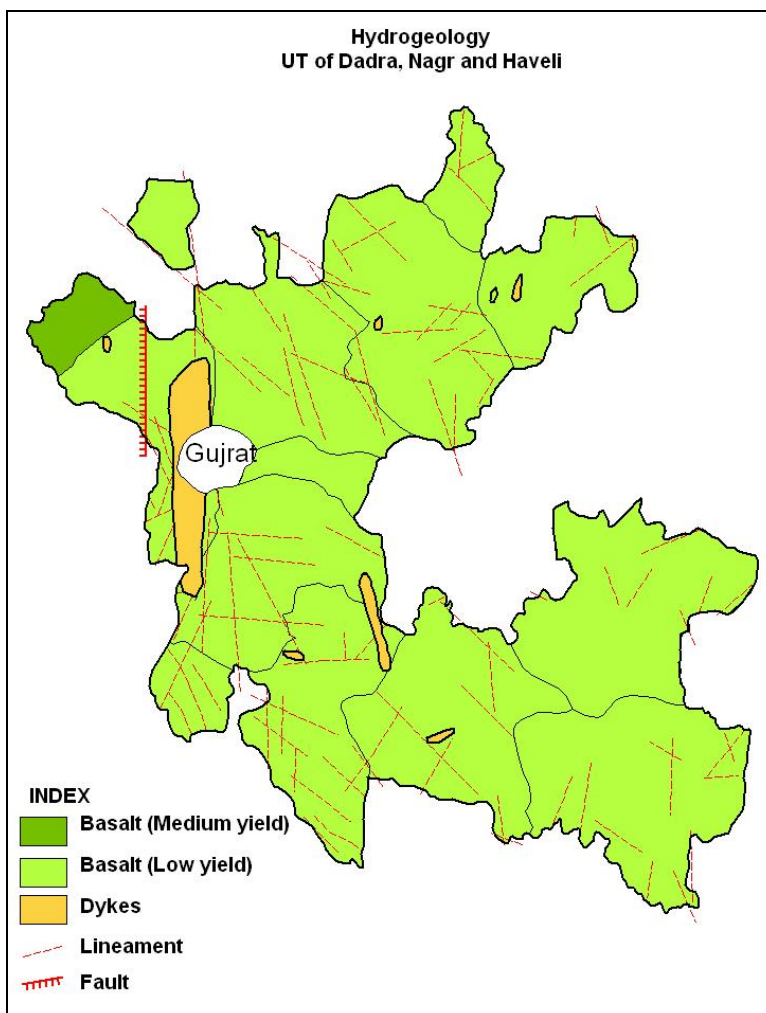 Hydrogeology
UT of Dadra, Nagr and Haveli
Gujrat
INDEX
Basalt (Medium yield)
Basalt (Low yield)
Dykes
Lineament
Fault